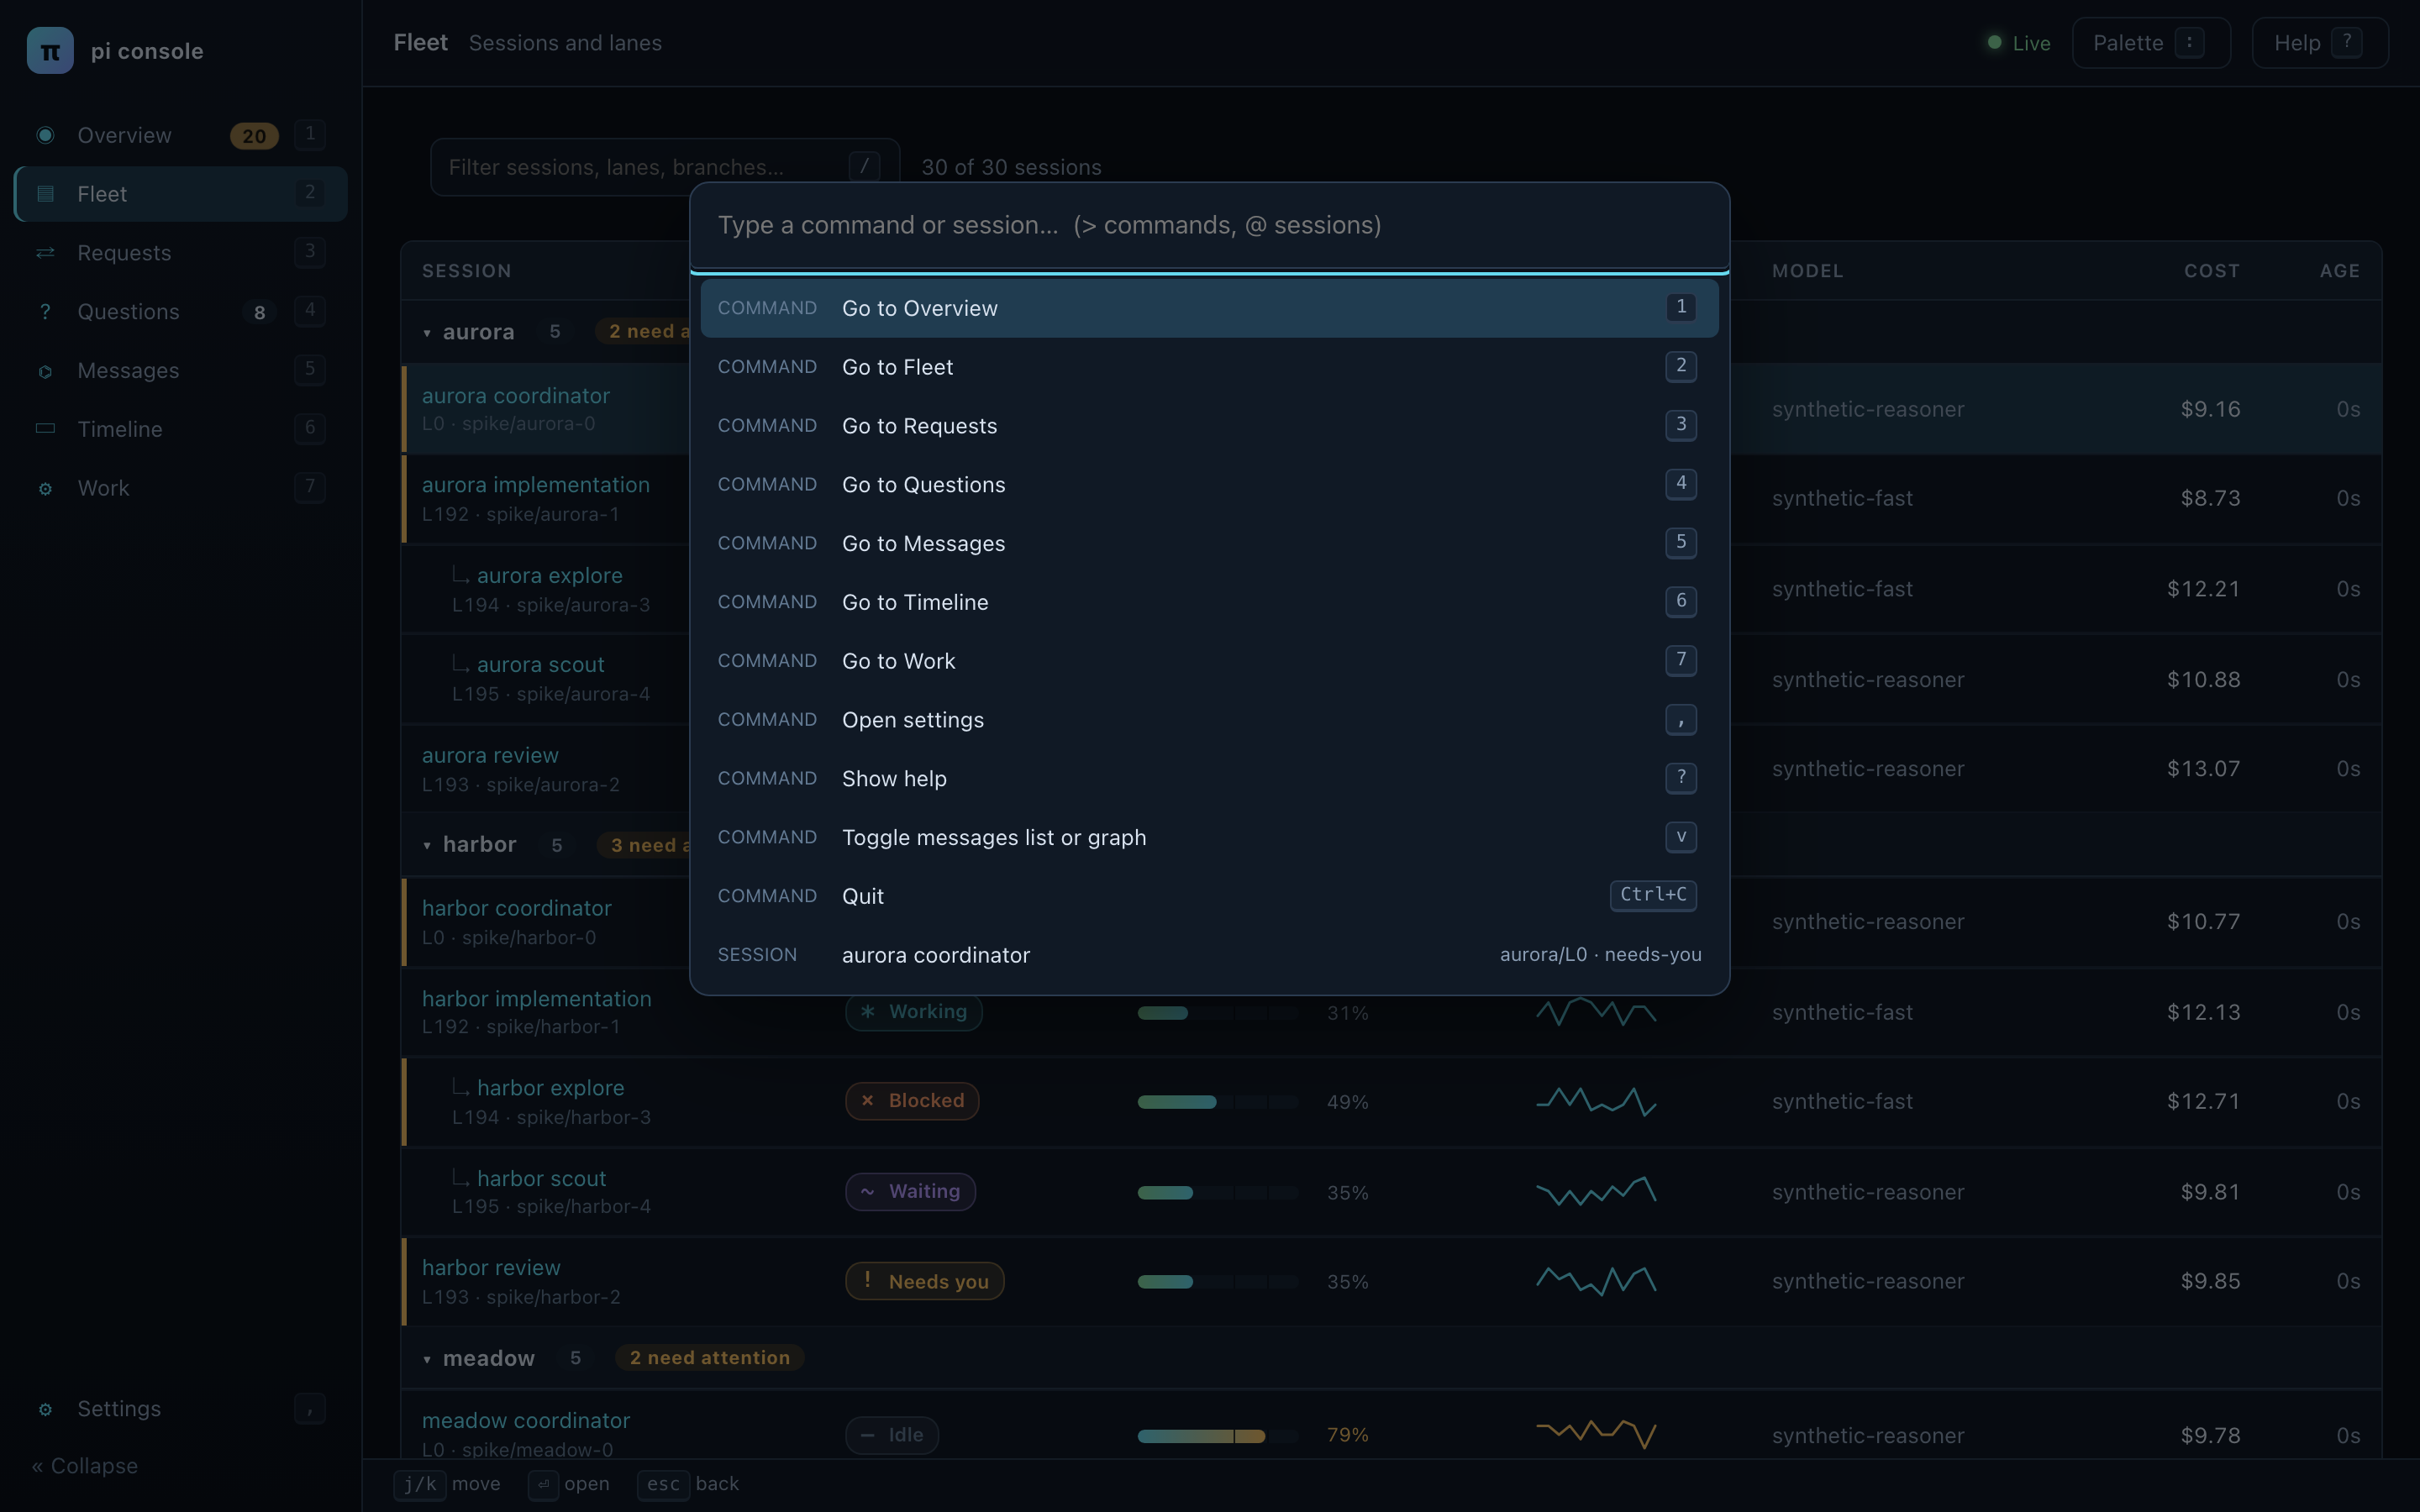 π pi console
Overview 20 1
Fleet 2
Requests 3
? Questions 8 4
Messages 5
Timeline 6
Work 7
Settings ,
« Collapse
Fleet Sessions and lanes
Live
Palette :
Help ?
Filter sessions, lanes, branches... /
30 of 30 sessions
Type a command or session... (> commands, @ sessions)
COMMAND Go to Overview 1
COMMAND Go to Fleet 2
COMMAND Go to Requests 3
COMMAND Go to Questions 4
COMMAND Go to Messages 5
COMMAND Go to Timeline 6
COMMAND Go to Work 7
COMMAND Open settings ,
COMMAND Show help ?
COMMAND Toggle messages list or graph v
COMMAND Quit Ctrl+C
SESSION aurora coordinator aurora/L0 · needs-you
SESSION MODEL COST AGE
▾ aurora 5 2 need a
aurora coordinator synthetic-reasoner $9.16 0s
L0 · spike/aurora-0
aurora implementation synthetic-fast $8.73 0s
L192 · spike/aurora-1
aurora explore synthetic-fast $12.21 0s
L194 · spike/aurora-3
aurora scout synthetic-reasoner $10.88 0s
L195 · spike/aurora-4
aurora review synthetic-reasoner $13.07 0s
L193 · spike/aurora-2
▾ harbor 5 3 need a
harbor coordinator synthetic-reasoner $10.77 0s
L0 · spike/harbor-0
harbor implementation * Working 31% synthetic-fast $12.13 0s
L192 · spike/harbor-1
harbor explore × Blocked 49% synthetic-fast $12.71 0s
L194 · spike/harbor-3
harbor scout ~ Waiting 35% synthetic-reasoner $9.81 0s
L195 · spike/harbor-4
harbor review ! Needs you 35% synthetic-reasoner $9.85 0s
L193 · spike/harbor-2
▾ meadow 5 2 need attention
meadow coordinator – Idle 79% synthetic-reasoner $9.78 0s
L0 · spike/meadow-0
j/k move ⏎ open esc back